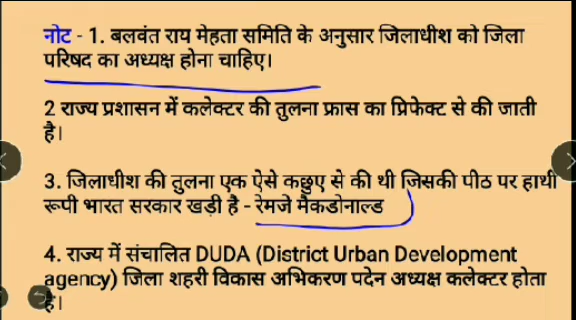 नोट - 1. बलवंत राय मेहता समिति के अनुसार जिलाधीश को जिला
परिषद का अध्यक्ष होना चाहिए।
2 राज्य प्रशासन में कलेक्टर की तुलना फ्रास का प्रिफेक्ट से की जाती
है।
3. जिलाधीश की तुलना एक ऐसे कछुए से की थी जिसकी पीठ पर हाथी
रूपी भारत सरकार खड़ी है - रेमजे मैकडोनाल्ड
4. राज्य में संचालित DUDA (District Urban Development
agency) जिला शहरी विकास अभिकरण पदेन अध्यक्ष कलेक्टर होता
है।